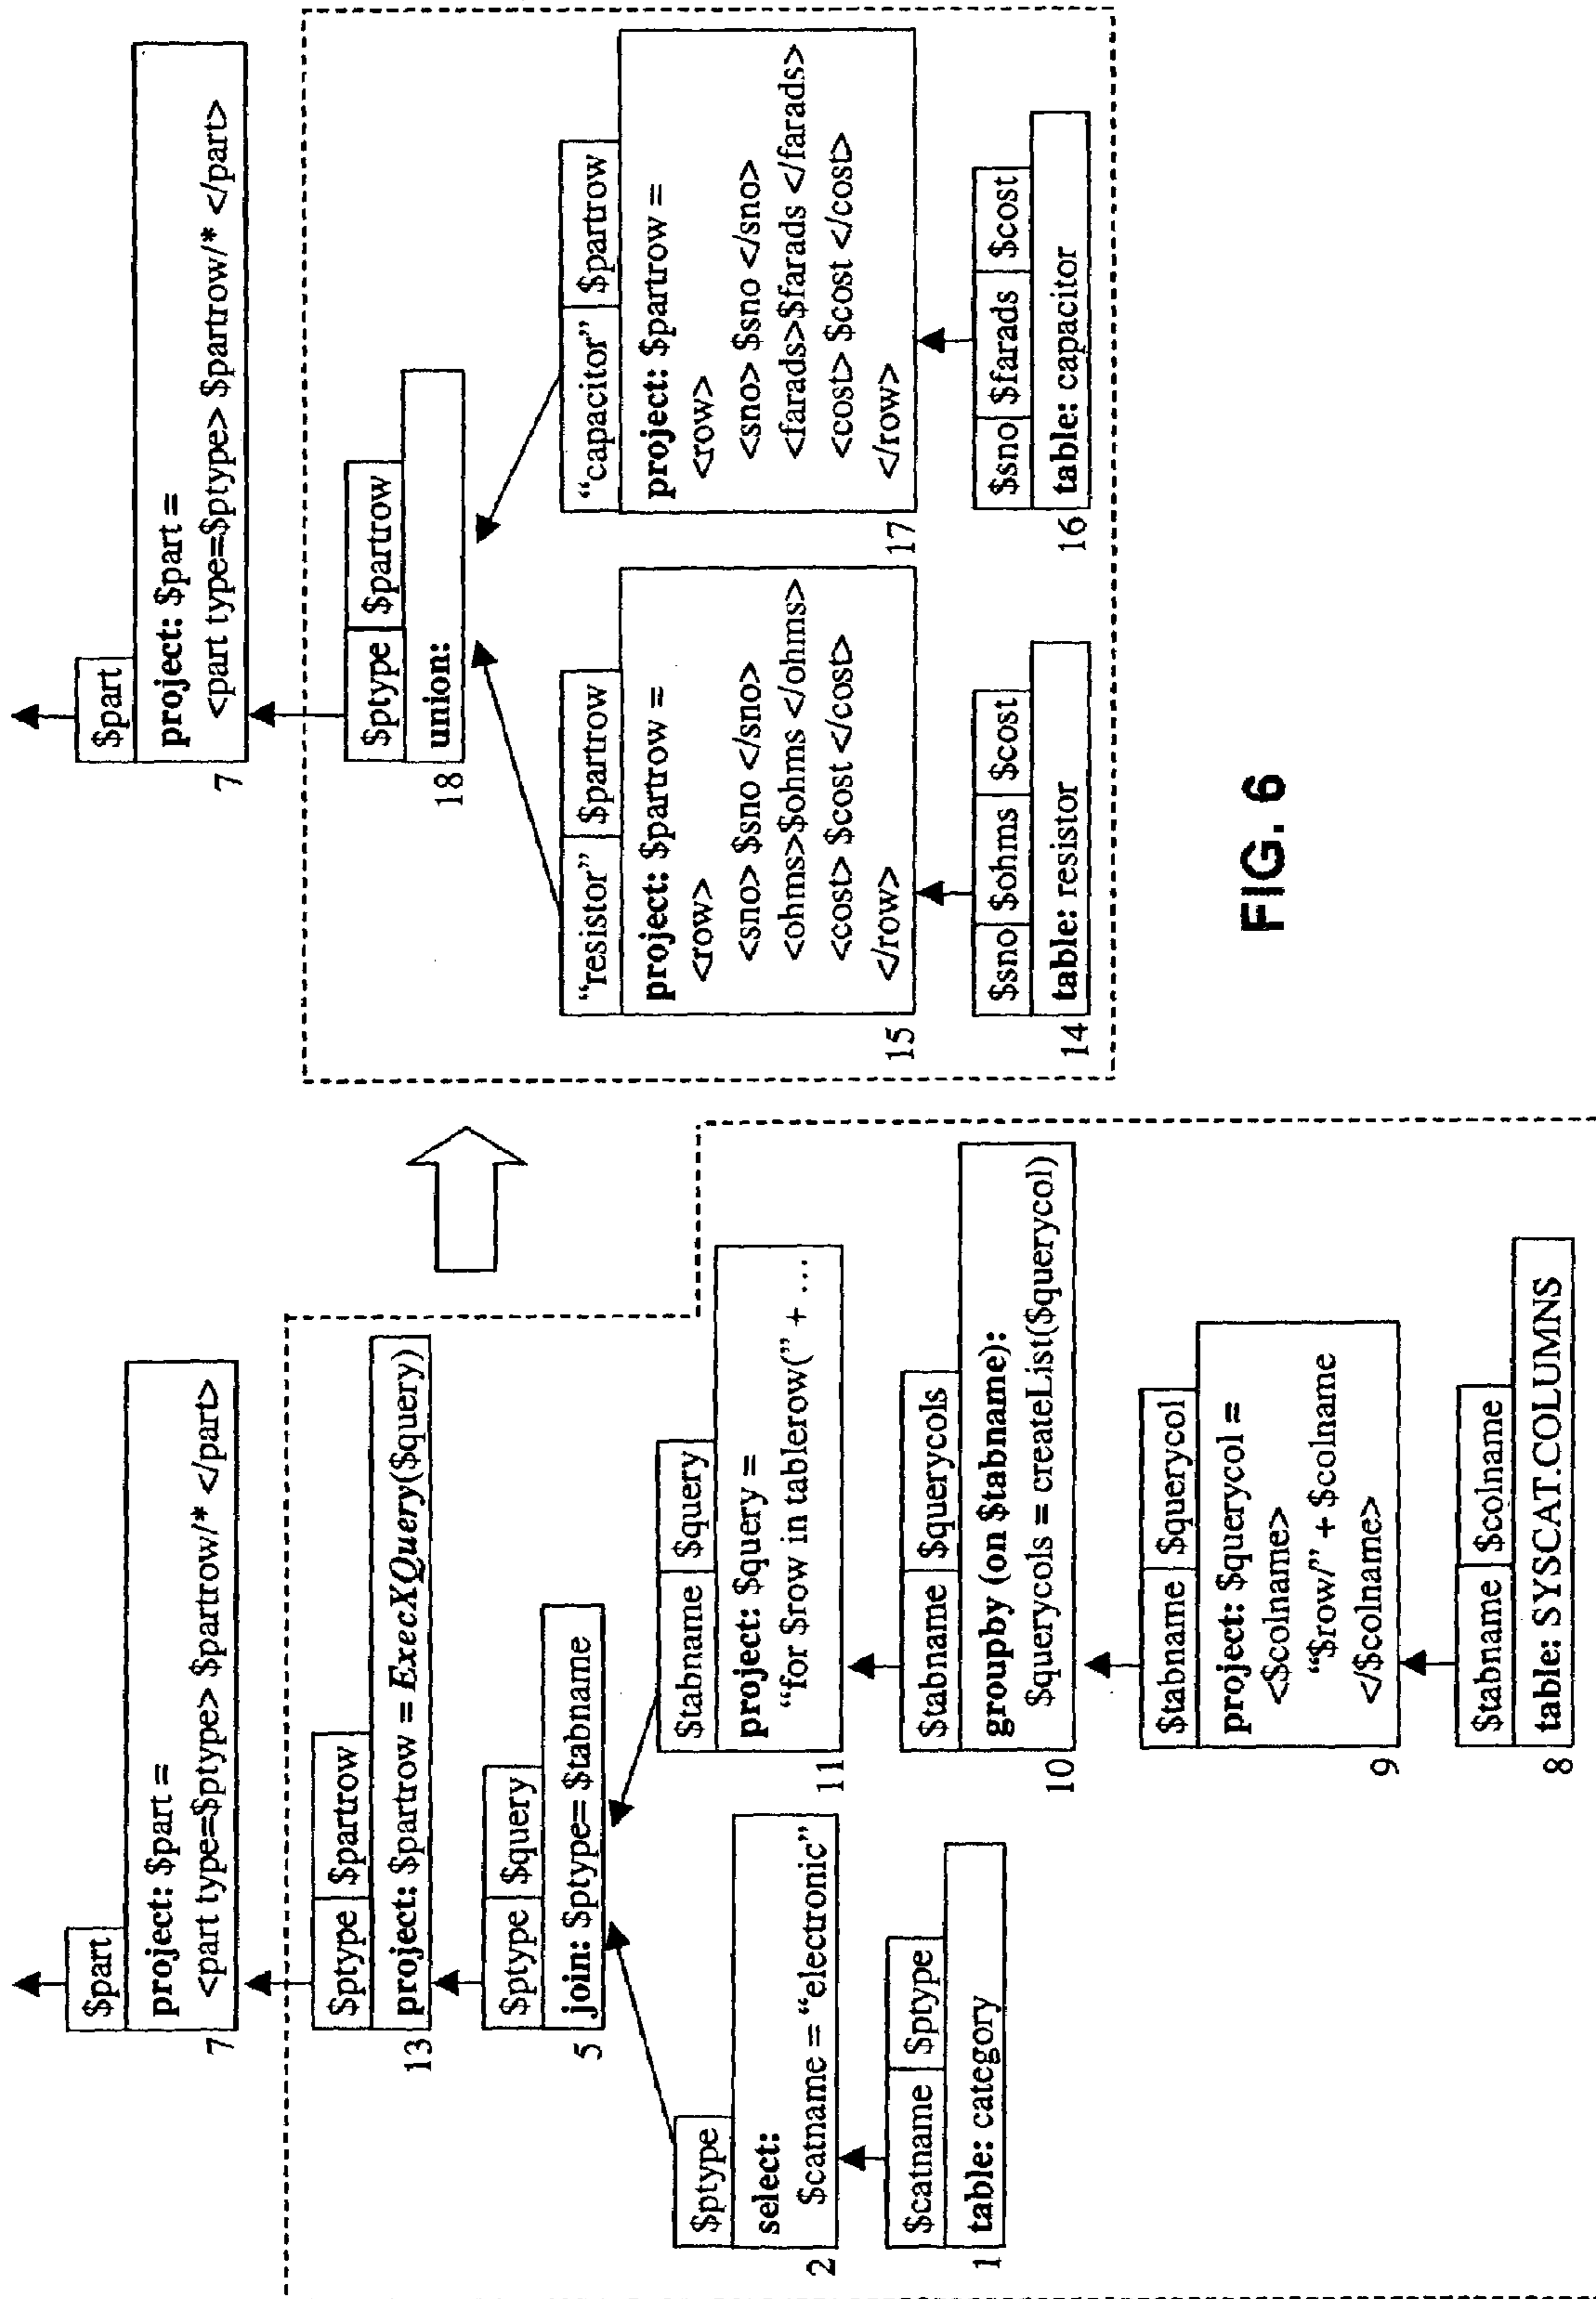 $part
project: $part =
<part type=$ptype> $partrow/* </part>
7
$ptype $partrow
project: $partrow = ExecXQuery($query)
13
$ptype $query
join: $ptype= $tabname
5
$ptype
select:
$catname = “electronic”
2
$catname $ptype
table: category
1
$tabname $query
project: $query =
“for $row in tablerow(” + ...
11
$tabname $querycols
groupby (on $tabname):
$querycols = createList($querycol)
10
$tabname $querycol
project: $querycol =
<$colname>
“$row/” + $colname
</$colname>
9
$tabname $colname
table: SYSCAT.COLUMNS
8
$part
project: $part =
<part type=$ptype> $partrow/* </part>
7
$ptype $partrow
union:
18
“resistor” $partrow
project: $partrow =
<row>
<sno> $sno </sno>
<ohms>$ohms </ohms>
<cost> $cost </cost>
</row>
15
$sno $ohms $cost
table: resistor
14
“capacitor” $partrow
project: $partrow =
<row>
<sno> $sno </sno>
<farads>$farads </farads>
<cost> $cost </cost>
</row>
17
$sno $farads $cost
table: capacitor
16
FIG. 6